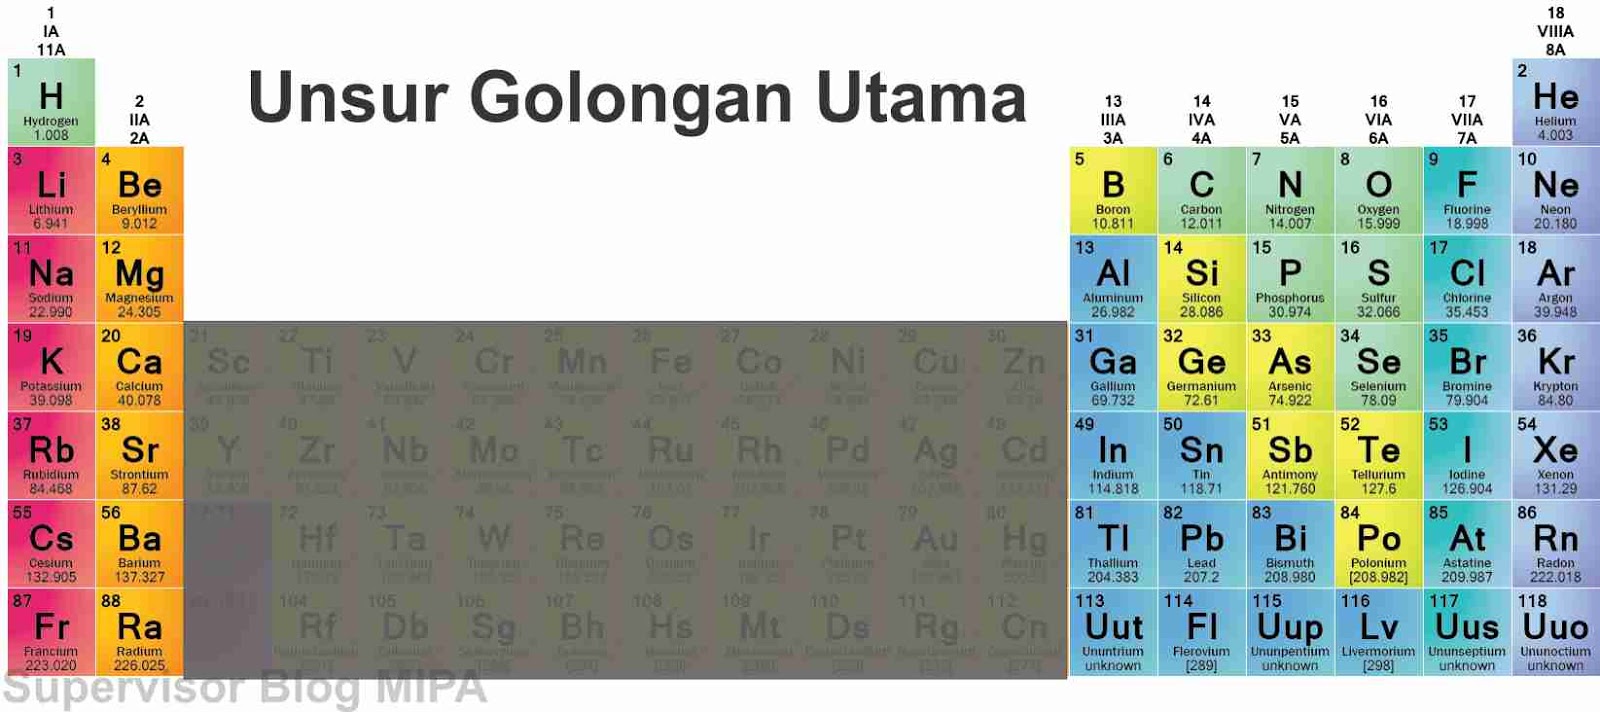 1
IA
11A
18
VIIIA
8A
Unsur Golongan Utama
2
IIA
2A
13
IIIA
3A
14
IVA
4A
15
VA
5A
16
VIA
6A
17
VIIA
7A
1
H
Hydrogen
1.008
2
He
Helium
4.003
3
Li
Lithium
6.941
4
Be
Beryllium
9.012
5
B
Boron
10.811
6
C
Carbon
12.011
7
N
Nitrogen
14.007
8
O
Oxygen
15.999
9
F
Fluorine
18.998
10
Ne
Neon
20.180
11
Na
Sodium
22.990
12
Mg
Magnesium
24.305
13
Al
Aluminum
26.982
14
Si
Silicon
28.086
15
P
Phosphorus
30.974
16
S
Sulfur
32.066
17
Cl
Chlorine
35.453
18
Ar
Argon
39.948
19
K
Potassium
39.098
20
Ca
Calcium
40.078
21
Sc
22
Ti
23
V
24
Cr
25
Mn
26
Fe
27
Co
28
Ni
29
Cu
30
Zn
31
Ga
Gallium
69.732
32
Ge
Germanium
72.61
33
As
Arsenic
74.922
34
Se
Selenium
78.09
35
Br
Bromine
79.904
36
Kr
Krypton
84.80
37
Rb
Rubidium
84.468
38
Sr
Strontium
87.62
39
Y
40
Zr
41
Nb
42
Mo
43
Tc
44
Ru
45
Rh
46
Pd
47
Ag
48
Cd
49
In
Indium
114.818
50
Sn
Tin
118.71
51
Sb
Antimony
121.760
52
Te
Tellurium
127.6
53
I
Iodine
126.904
54
Xe
Xenon
131.29
55
Cs
Cesium
132.905
56
Ba
Barium
137.327
72
Hf
73
Ta
74
W
75
Re
76
Os
77
Ir
78
Pt
79
Au
80
Hg
81
Tl
Thallium
204.383
82
Pb
Lead
207.2
83
Bi
Bismuth
208.980
84
Po
Polonium
[208.982]
85
At
Astatine
209.987
86
Rn
Radon
222.018
87
Fr
Francium
223.020
88
Ra
Radium
226.025
104
Rf
105
Db
106
Sg
107
Bh
108
Hs
109
Mt
110
Ds
111
Rg
112
Cn
113
Uut
Ununtrium
unknown
114
Fl
Flerovium
[289]
115
Uup
Ununpentium
unknown
116
Lv
Livermorium
[298]
117
Uus
Ununseptium
unknown
118
Uuo
Ununoctium
unknown
Supervisor Blog MIPA